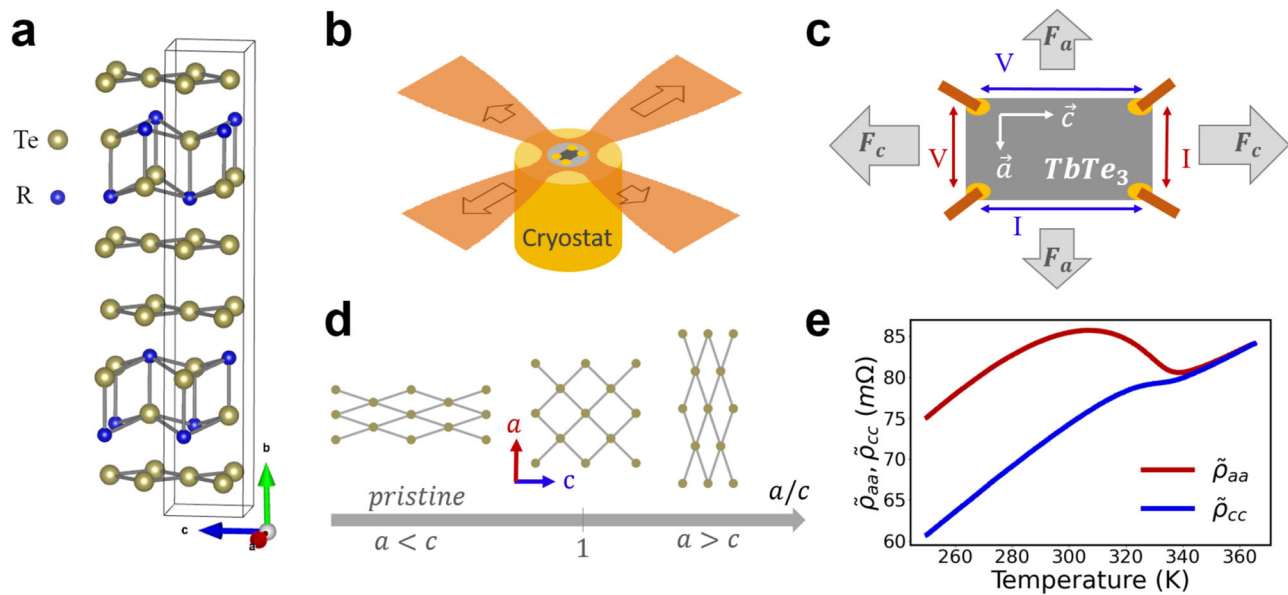 a
Te
R
b
c
a
b
Cryostat
c
F_a
V
F_c
V
c⃗
a⃗
TbTe₃
I
F_c
I
F_a
d
a
c
pristine
a/c
a < c
1
a > c
e
ρ̃_aa, ρ̃_cc (mΩ)
85
80
75
70
65
60
ρ̃_aa
ρ̃_cc
260
280
300
320
340
360
Temperature (K)